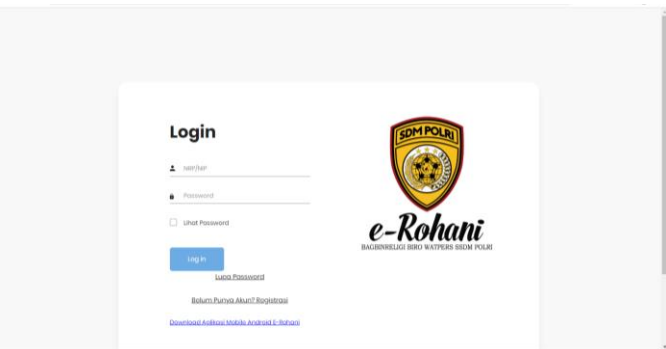 Login
NRP/NIP
Password
Lihat Password
Log In
Lupa Password
Belum Punya Akun? Registrasi
Download Aplikasi Mobile Android E-Rohani
SDM POLRI
e-Rohani
BAGBINRELIGI BIRO WATPERS SSDM POLRI